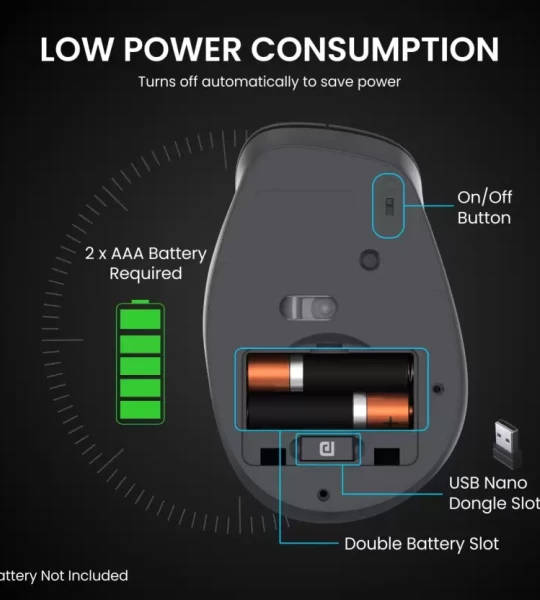 LOW POWER CONSUMPTION
Turns off automatically to save power
On/Off
Button
2 x AAA Battery
Required
USB Nano
Dongle Slot
Double Battery Slot
attery Not Included